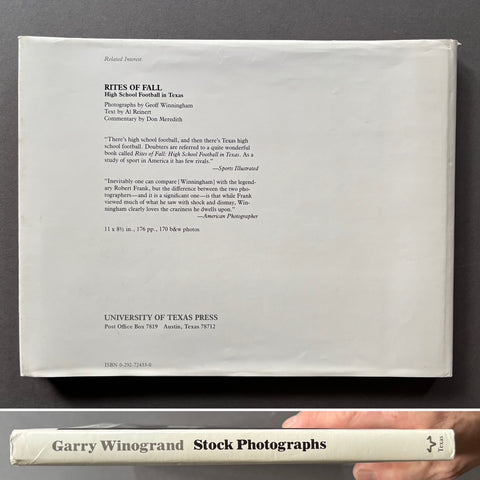 Related Interest
RITES OF FALL
High School Football in Texas
Photographs by Geoff Winningham
Text by Al Reinert
Commentary by Don Meredith
"There's high school football, and then there's Texas high
school football. Doubters are referred to a quite wonderful
book called Rites of Fall: High School Football in Texas. As a
study of sport in America it has few rivals."
—Sports Illustrated
"Inevitably one can compare [Winningham] with the legend-
ary Robert Frank, but the difference between the two pho-
tographers—and it is a significant one—is that while Frank
viewed much of what he saw with shock and dismay, Win-
ningham clearly loves the craziness he dwells upon."
—American Photographer
11 x 8½ in., 176 pp., 170 b&w photos
UNIVERSITY OF TEXAS PRESS
Post Office Box 7819 Austin, Texas 78712
ISBN 0-292-72433-0
Garry Winogrand Stock Photographs
Texas